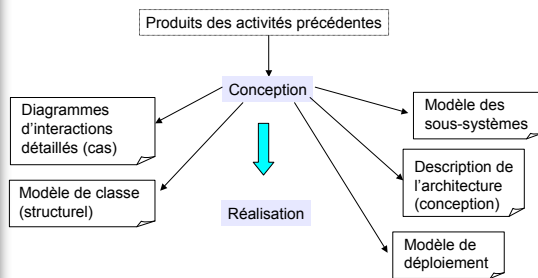 Produits des activités précédentes
Conception
Diagrammes
d'interactions
détaillés (cas)
Modèle des
sous-systèmes
Modèle de classe
(structurel)
Description de
l'architecture
(conception)
Réalisation
Modèle de
déploiement